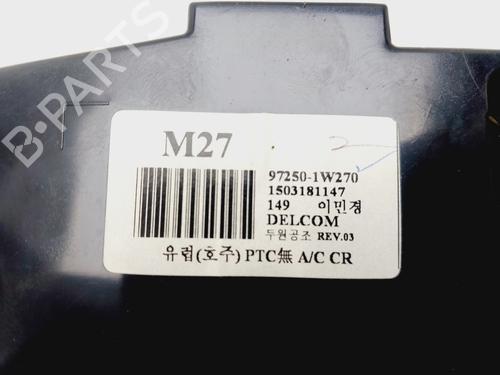 M27
97250-1W270
1503181147
149 이민경
DELCOM
두원공조 REV.03
유럽(호주) PTC無 A/C CR
B-PARTS